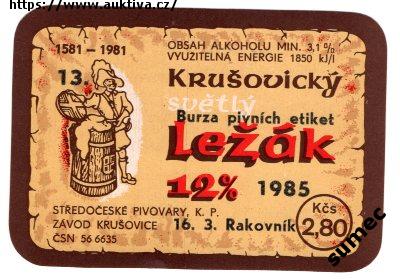 https://www.auktiva.cz/
1581 – 1981
OBSAH ALKOHOLU MIN. 3,1%
VYUŽITELNÁ ENERGIE 1850 kJ/l
13.
Krušovický
světlý
Burza pivních etiket
Ležák
12% 1985
STŘEDOČESKÉ PIVOVARY, K. P.
ZÁVOD KRUŠOVICE
16. 3. Rakovník
ČSN 56 6635
Kčs
2,80
sumec